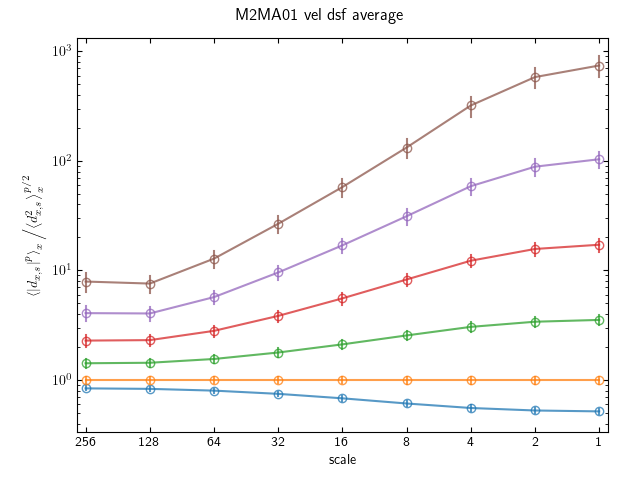 M2MA01 vel dsf average
⟨|d_{x,s}|^p⟩_x / ⟨d²_{x,s}⟩_x^{p/2}
10³
10²
10¹
10⁰
256 128 64 32 16 8 4 2 1
scale